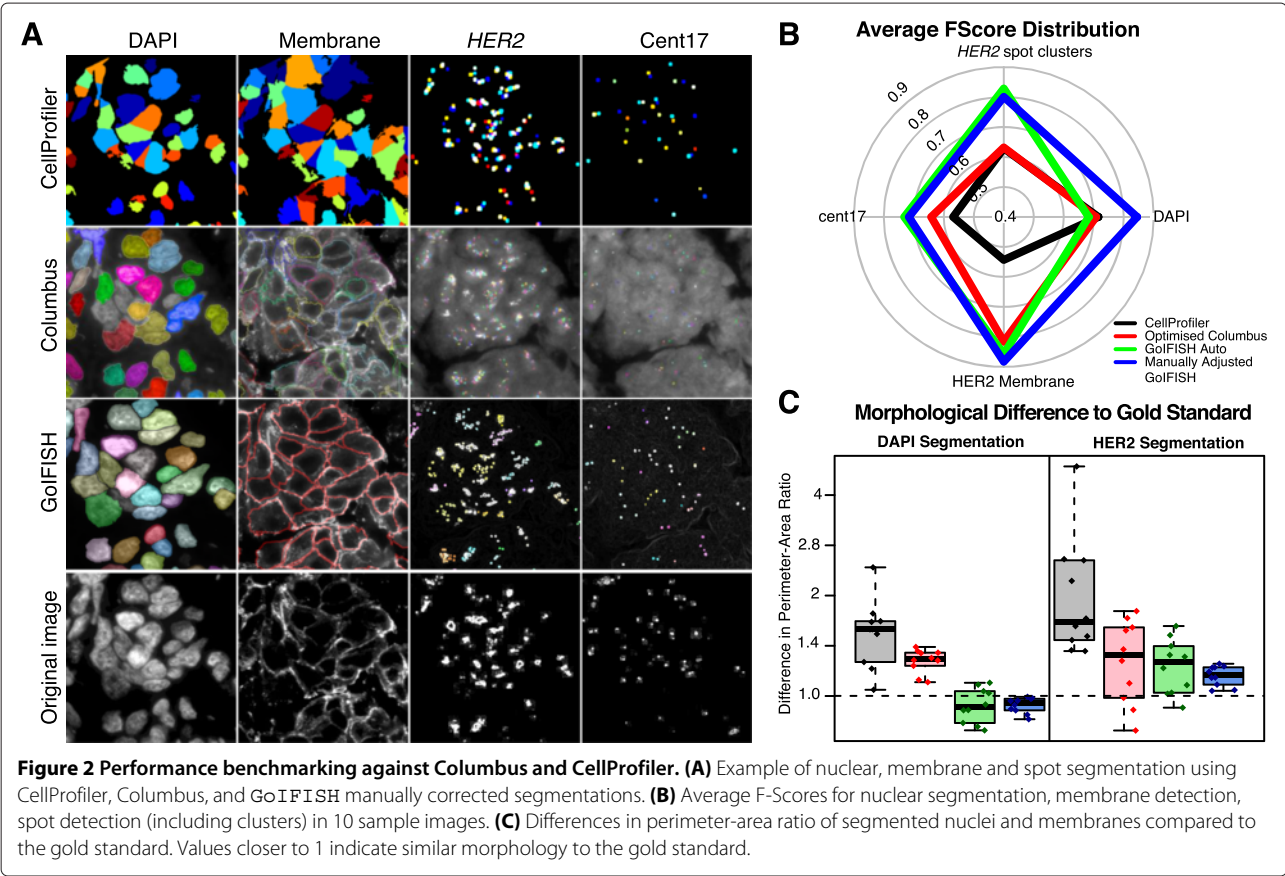 A
DAPI
Membrane
HER2
Cent17
CellProfiler
Columbus
GoIFISH
Original image
B
Average FScore Distribution
HER2 spot clusters
0.9
0.8
0.7
0.6
0.5
0.4
cent17
DAPI
HER2 Membrane
CellProfiler
Optimised Columbus
GoIFISH Auto
Manually Adjusted
GoIFISH
C
Morphological Difference to Gold Standard
DAPI Segmentation
HER2 Segmentation
Difference in Perimeter-Area Ratio
4
2.8
2
1.4
1.0
Figure 2 Performance benchmarking against Columbus and CellProfiler. (A) Example of nuclear, membrane and spot segmentation using
CellProfiler, Columbus, and GoIFISH manually corrected segmentations. (B) Average F-Scores for nuclear segmentation, membrane detection,
spot detection (including clusters) in 10 sample images. (C) Differences in perimeter-area ratio of segmented nuclei and membranes compared to
the gold standard. Values closer to 1 indicate similar morphology to the gold standard.